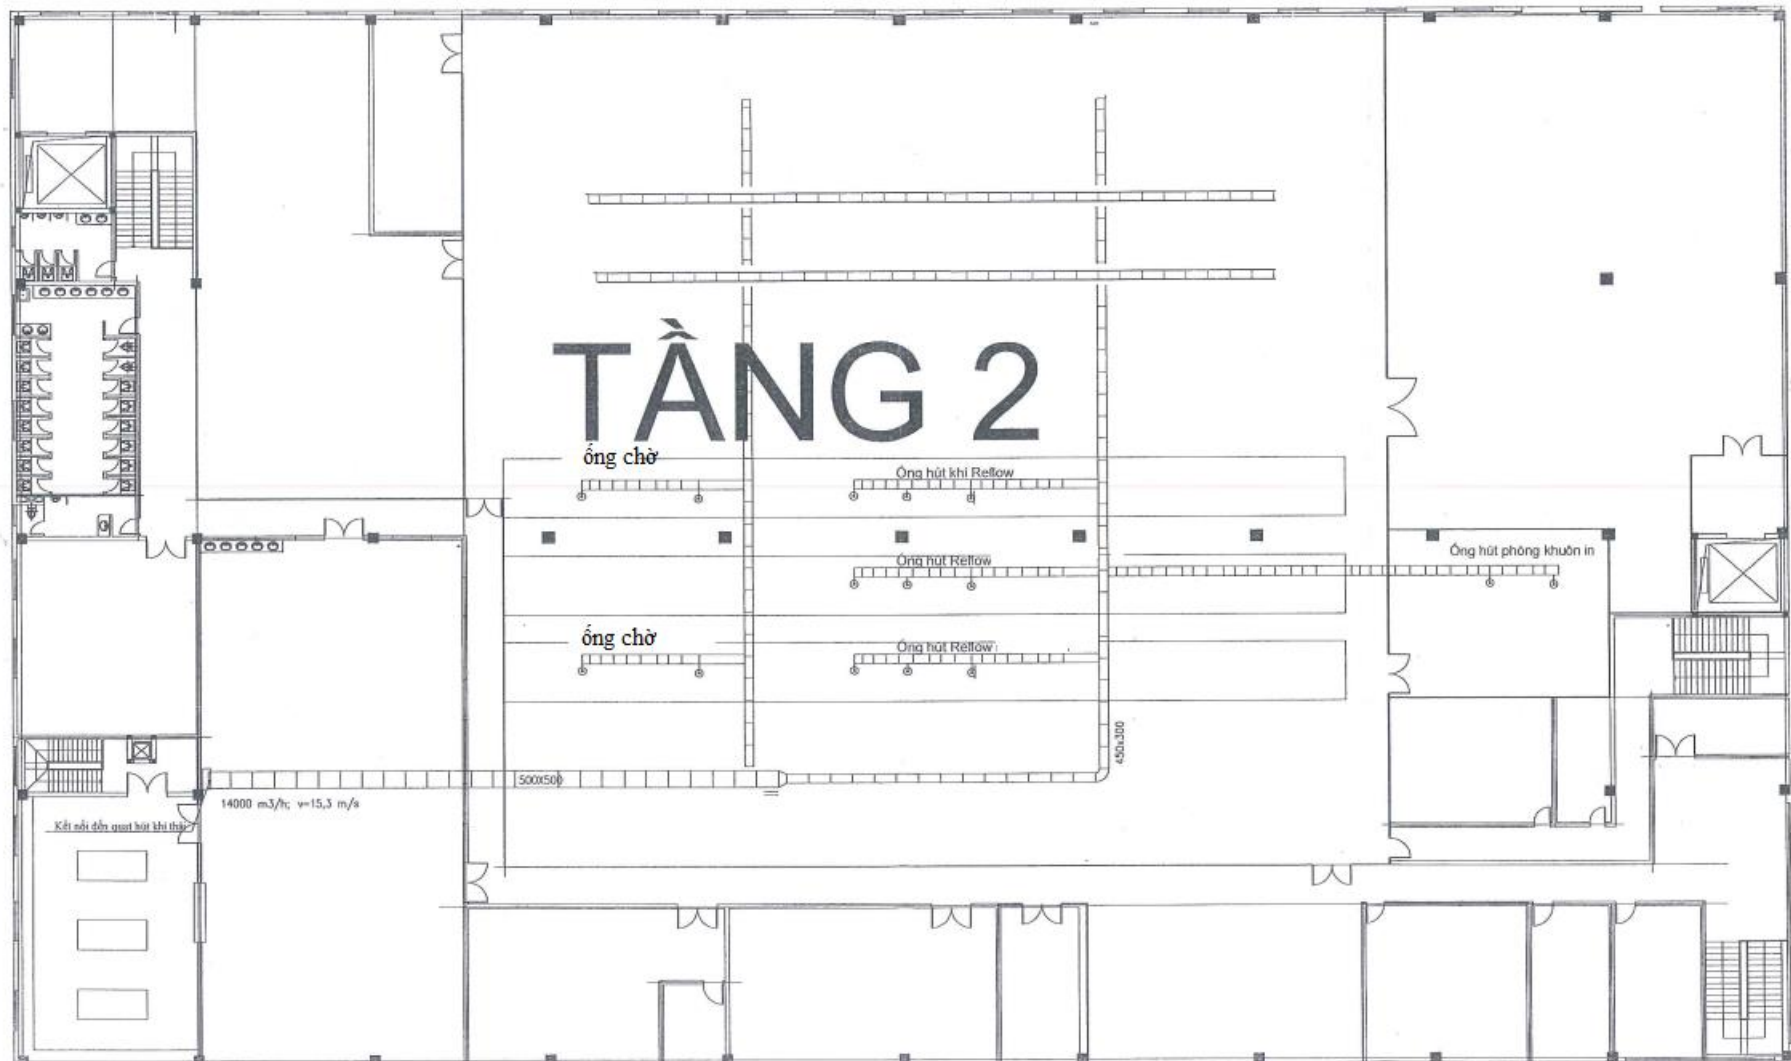 TẦNG 2
ống chờ
Ống hút khí Reflow
Ống hút Reflow
Ống hút phòng khuôn in
ống chờ
Ống hút Reflow
450x300
500x500
14000 m3/h; v=15,3 m/s
Kết nối đến quạt hút khí thải